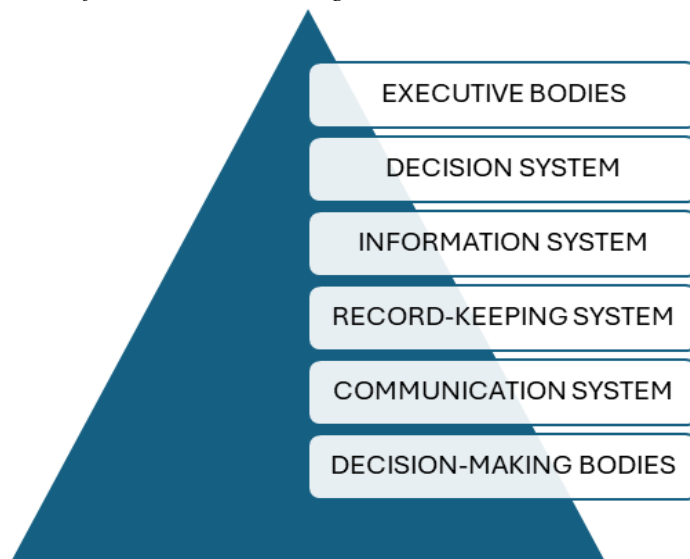 EXECUTIVE BODIES
DECISION SYSTEM
INFORMATION SYSTEM
RECORD-KEEPING SYSTEM
COMMUNICATION SYSTEM
DECISION-MAKING BODIES